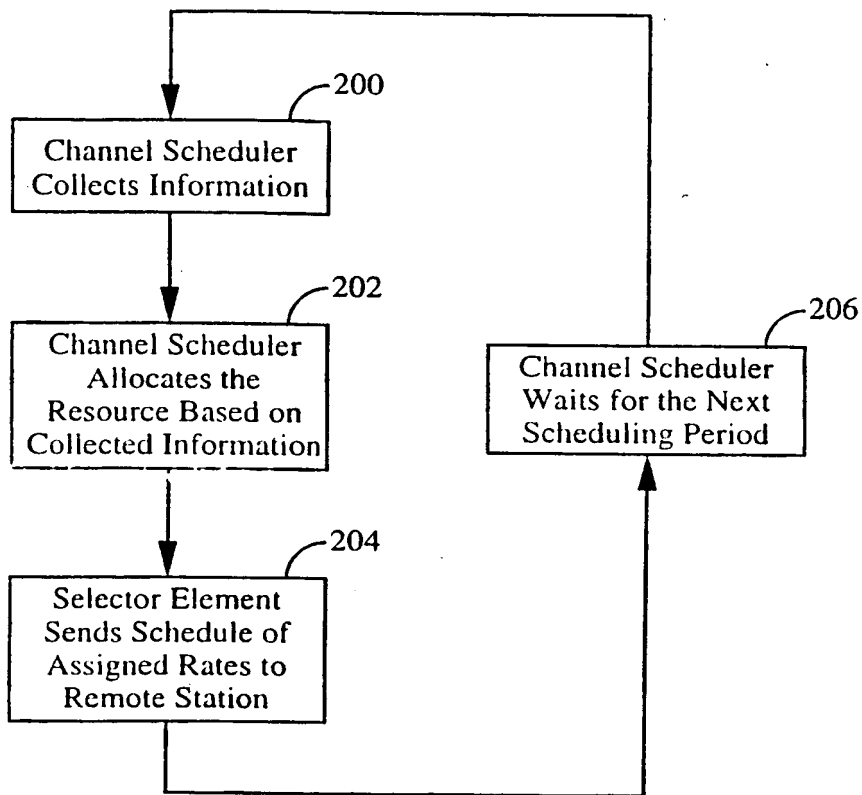 200
Channel Scheduler
Collects Information
202
Channel Scheduler
Allocates the
Resource Based on
Collected Information
204
Selector Element
Sends Schedule of
Assigned Rates to
Remote Station
206
Channel Scheduler
Waits for the Next
Scheduling Period